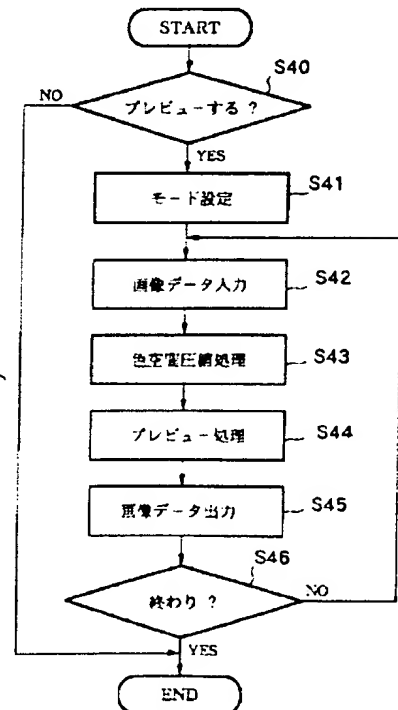 START
S40
プレビューする?
NO
YES
S41
モード設定
S42
画像データ入力
S43
色空間圧縮処理
S44
プレビュー処理
S45
画像データ出力
S46
終わり?
NO
YES
END